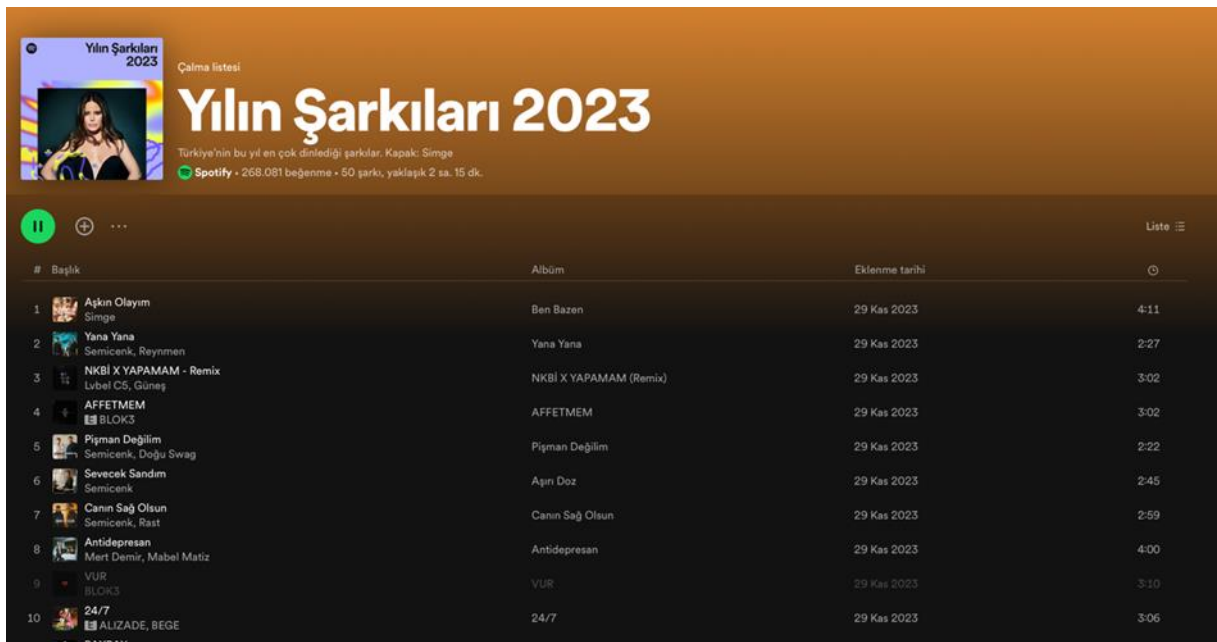 Yılın Şarkıları
2023
Çalma listesi
Yılın Şarkıları 2023
Türkiye'nin bu yıl en çok dinlediği şarkılar. Kapak: Simge
Spotify • 268.081 beğenme • 50 şarkı, yaklaşık 2 sa. 15 dk.
Liste
# Başlık Albüm Eklenme tarihi
1 Aşkın Olayım Ben Bazen 29 Kas 2023 4:11
Simge
2 Yana Yana Yana Yana 29 Kas 2023 2:27
Semicenk, Reynmen
3 NKBİ X YAPAMAM - Remix NKBİ X YAPAMAM (Remix) 29 Kas 2023 3:02
Lvbel C5, Güneş
4 AFFETMEM AFFETMEM 29 Kas 2023 3:02
E BLOK3
5 Pişman Değilim Pişman Değilim 29 Kas 2023 2:22
Semicenk, Doğu Swag
6 Sevecek Sandım Aşırı Doz 29 Kas 2023 2:45
Semicenk
7 Canın Sağ Olsun Canın Sağ Olsun 29 Kas 2023 2:59
Semicenk, Rast
8 Antidepresan Antidepresan 29 Kas 2023 4:00
Mert Demir, Mabel Matiz
9 VUR VUR 29 Kas 2023 3:10
BLOK3
10 24/7 24/7 29 Kas 2023 3:06
E ALIZADE, BEGE